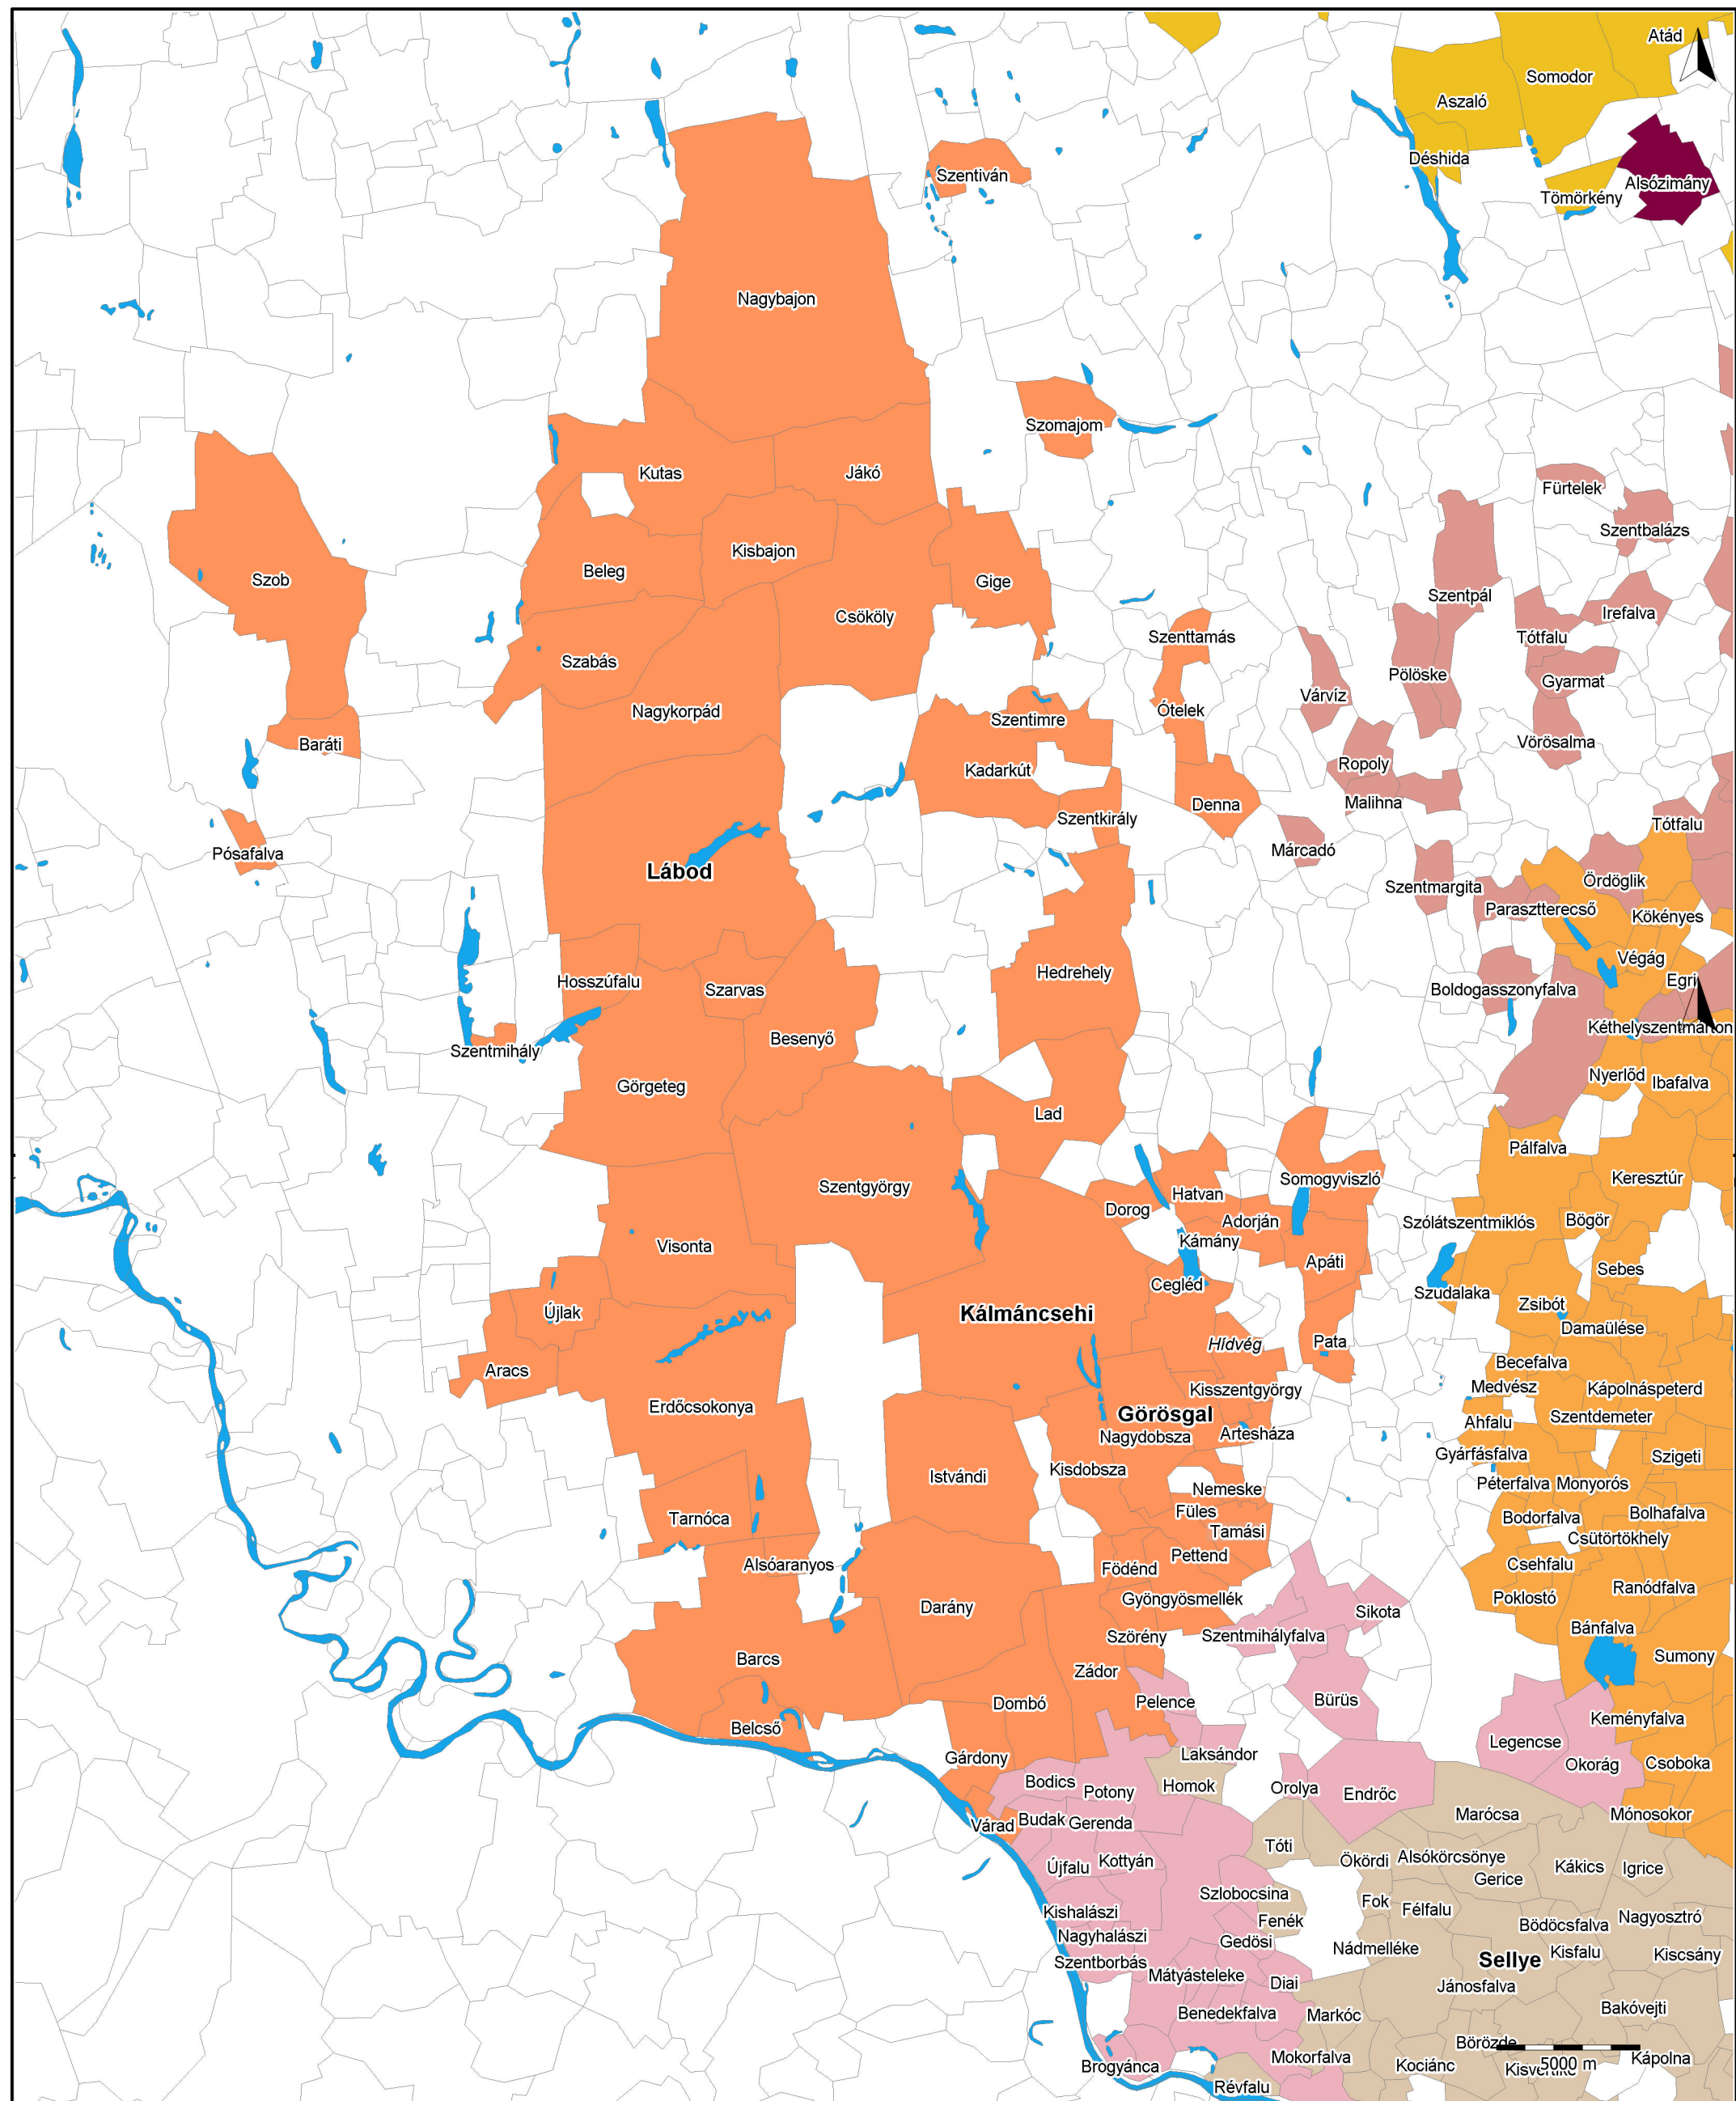 Atád
Somodor
Aszaló
Déshida
Szentiván
Alsózimány
Tömörkény
Nagybajon
Szomajom
Kutas
Jákó
Fürtelek
Szentbalázs
Kisbajon
Beleg
Szob
Gige
Szentpál
Irefalva
Csököly
Szenttamás
Tótfalu
Szabás
Pölöske
Gyarmat
Várvíz
Nagykorpád
Ótelek
Szentimre
Baráti
Vörösalma
Ropoly
Kadarkút
Malihna
Denna
Szentkirály
Tótfalu
Pósafalva
Márcadó
Lábod
Ördöglik
Szentmargita
Parasztterecső
Kökényes
Végág
Hedrehely
Hosszúfalu
Szarvas
Egri
Boldogasszonyfalva
Kéthelyszentmárton
Besenyő
Szentmihály
Nyerlőd
Ibafalva
Görgeteg
Lad
Pálfalva
Keresztúr
Somogyviszló
Szentgyörgy
Hatvan
Dorog
Adorján
Szólátszentmiklós
Bögör
Kámány
Visonta
Apáti
Sebes
Cegléd
Szudalaka
Zsibót
Újlak
Kálmáncsehi
Damaülése
Hídvég
Pata
Becefalva
Aracs
Medvész
Kápolnáspeterd
Kisszentgyörgy
Erdőcsokonya
Görösgal
Szentdemeter
Ahfalu
Artesháza
Nagydobsza
Gyárfásfalva
Szigeti
Kisdobsza
Istvándi
Péterfalva
Monyorós
Nemeske
Füles
Bolhafalva
Tarnóca
Bodorfalva
Tamási
Csütörtökhely
Pettend
Alsóaranyos
Csehfalu
Födénd
Ranódfalva
Poklostó
Gyöngyösmellék
Darány
Sikota
Bánfalva
Szentmihályfalva
Szörény
Sumony
Barcs
Zádor
Bürüs
Pelence
Dombó
Keményfalva
Belcső
Legencse
Laksándor
Gárdony
Okorág
Csoboka
Bodics
Homok
Orolya
Potony
Endrőc
Marócsa
Mónosokor
Budak
Gerenda
Várad
Tóti
Alsókörcsönye
Ökördi
Kottyán
Újfalu
Kákics
Igrice
Gerice
Szlobocsina
Fok
Félfalu
Kishalászi
Nagyosztró
Fenék
Bödöcsfalva
Nagyhalászi
Gedösi
Nádmelléke
Kisfalu
Kiscsány
Sellye
Szentborbás
Mátyásteleke
Diai
Jánosfalva
Bakóvejti
Benedekfalva
Markóc
Börözde
Mokorfalva
Kápolna
5000 m
Brogyánca
Kociánc
Kisvertike
Révfalu